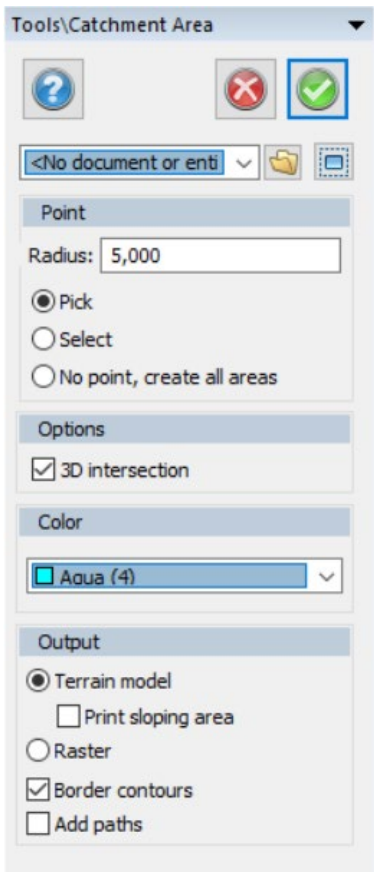 Tools\Catchment Area
<No document or enti
Point
Radius: 5,000
Pick
Select
No point, create all areas
Options
3D intersection
Color
Aqua (4)
Output
Terrain model
Print sloping area
Raster
Border contours
Add paths